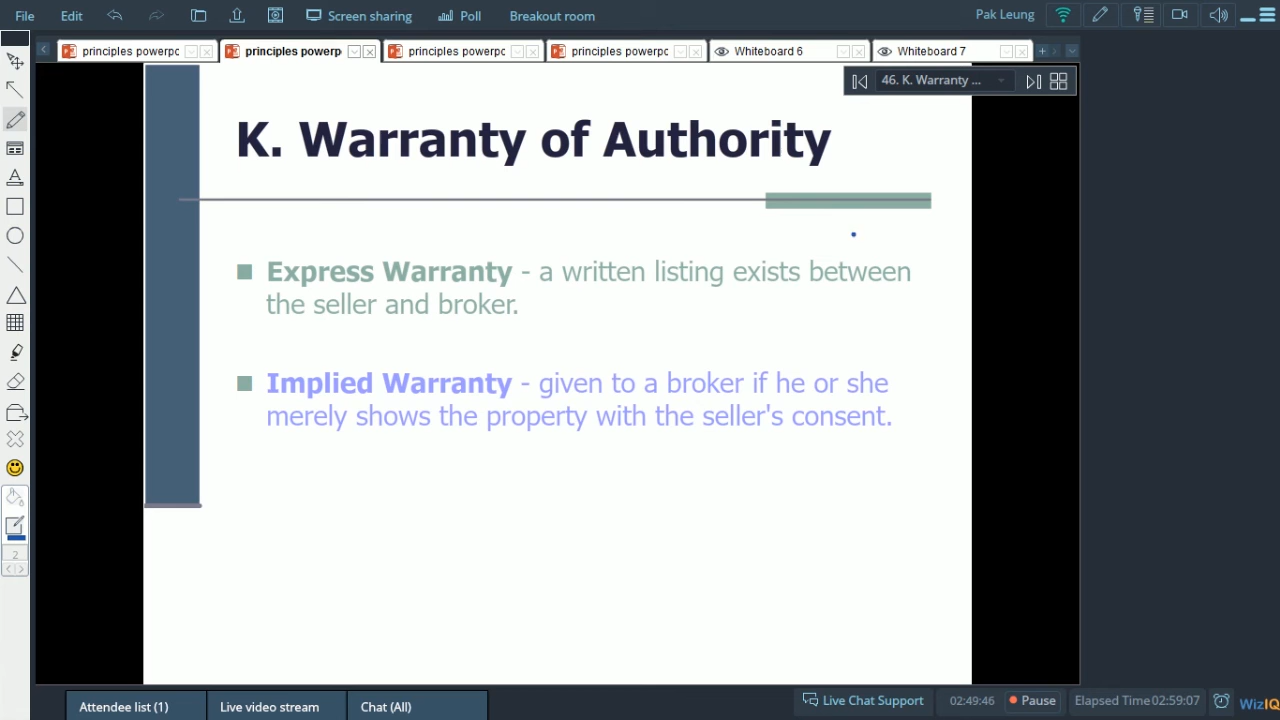 File Edit Screen sharing Poll Breakout room Pak Leung
principles powerpc principles powerp principles powerpc principles powerpc Whiteboard 6 Whiteboard 7
46. K. Warranty ...
K. Warranty of Authority
Express Warranty - a written listing exists between
the seller and broker.
Implied Warranty - given to a broker if he or she
merely shows the property with the seller's consent.
2
Attendee list (1) Live video stream Chat (All) Live Chat Support 02:49:46 Pause Elapsed Time 02:59:07 WizIQ